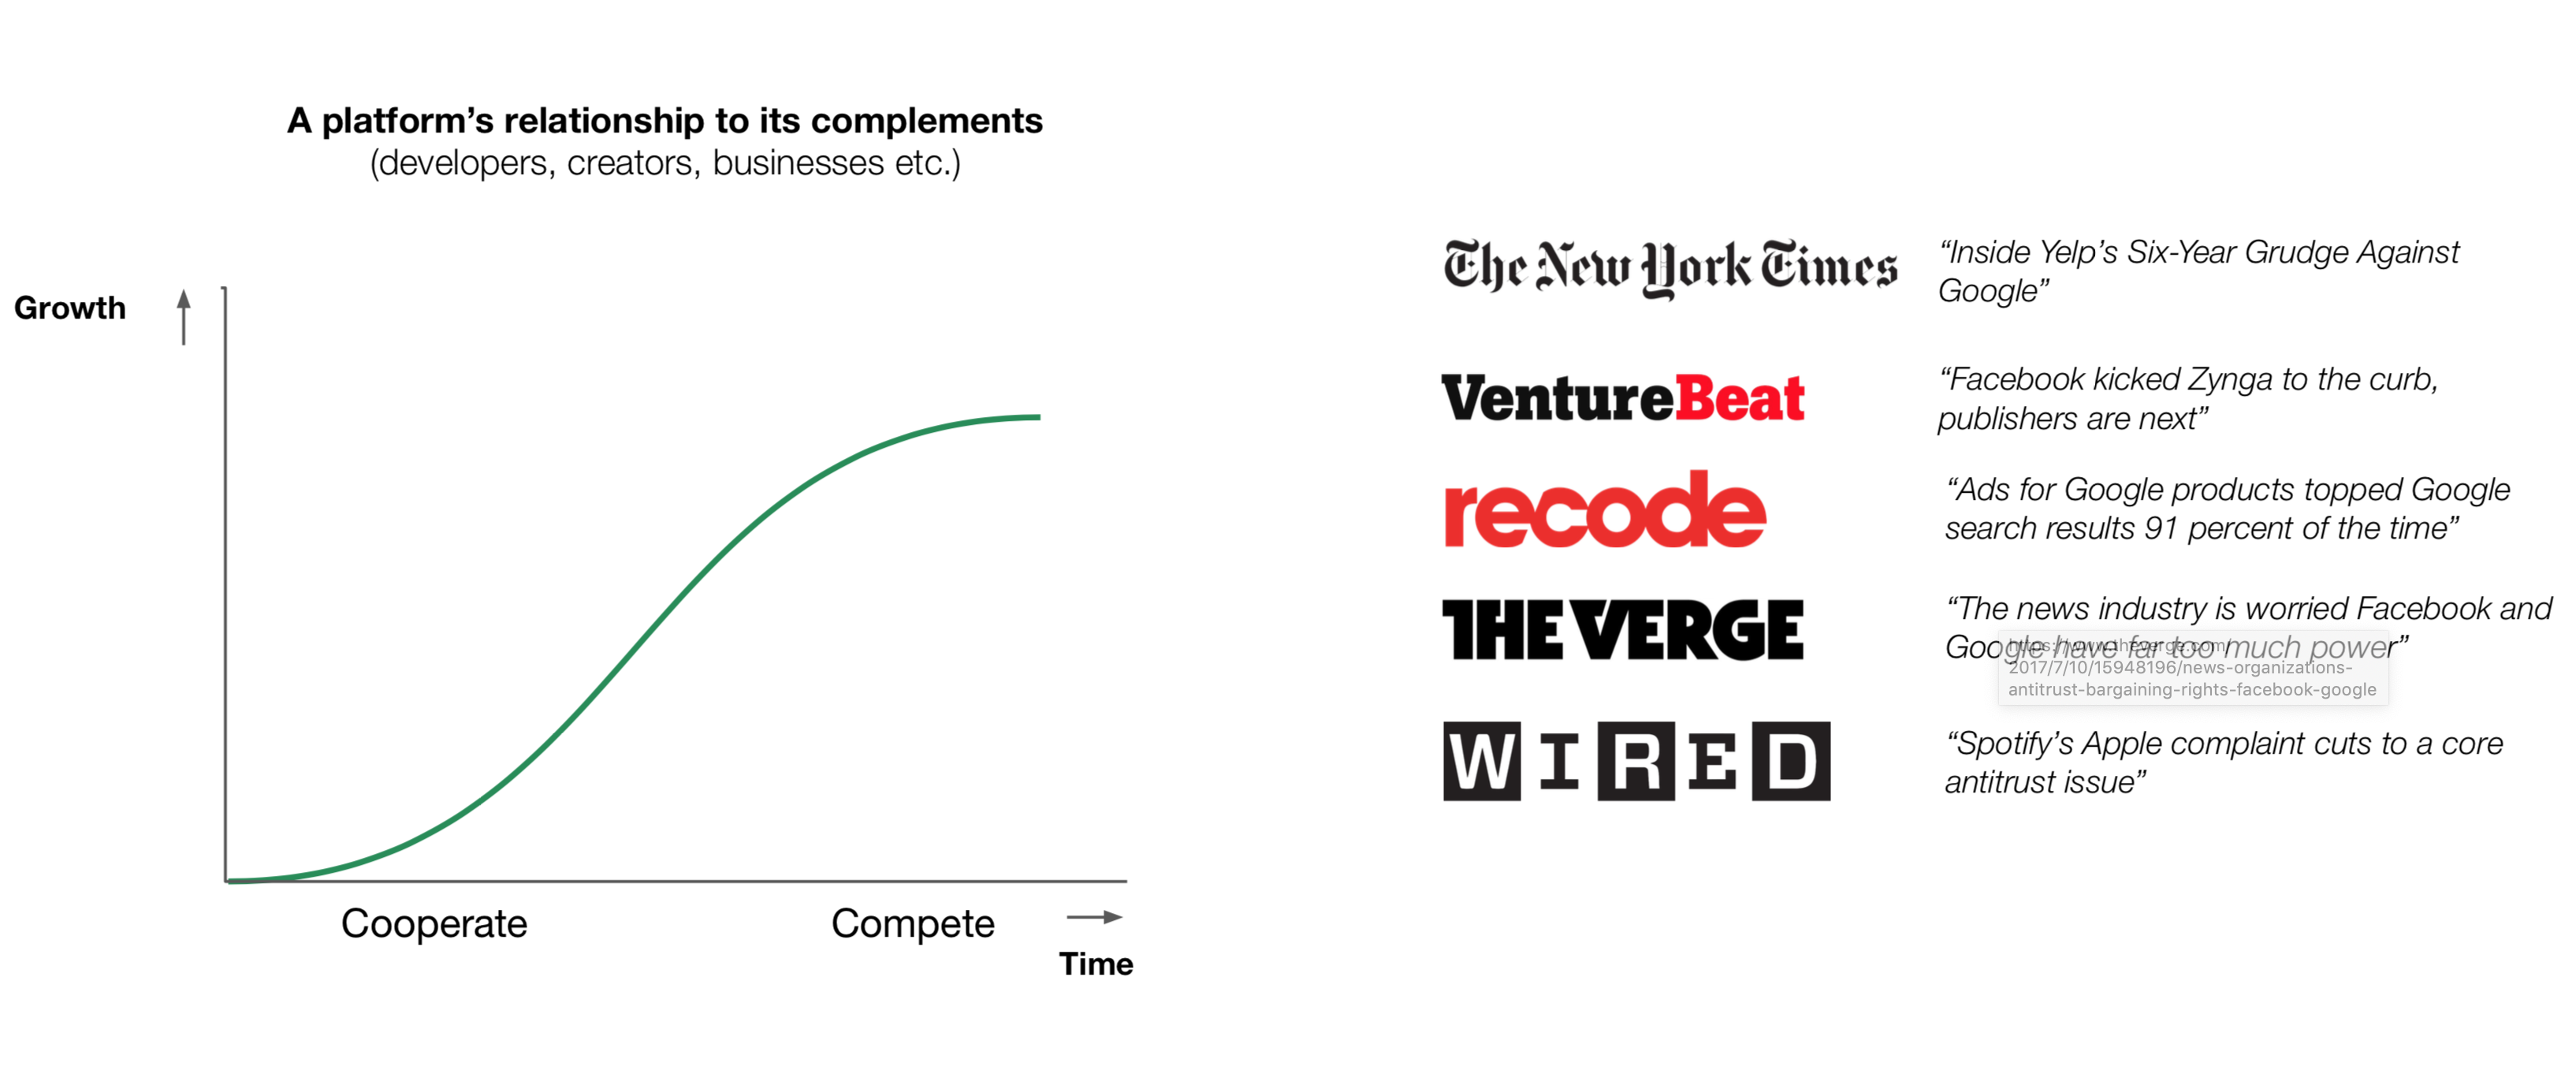 A platform’s relationship to its complements
(developers, creators, businesses etc.)
Growth
Cooperate
Compete
Time
The New York Times
“Inside Yelp’s Six-Year Grudge Against
Google”
VentureBeat
“Facebook kicked Zynga to the curb,
publishers are next”
recode
“Ads for Google products topped Google
search results 91 percent of the time”
THE VERGE
“The news industry is worried Facebook and
Google have far too much power”
https://www.theverge.com/
2017/7/10/15948196/news-organizations-
antitrust-bargaining-rights-facebook-google
WIRED
“Spotify’s Apple complaint cuts to a core
antitrust issue”